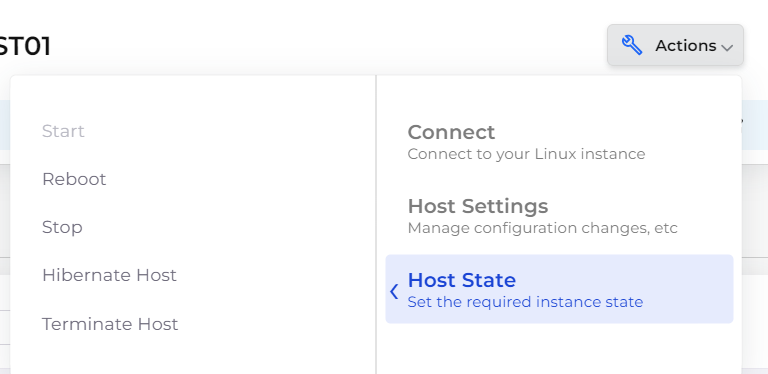 ST01
Actions
Start
Reboot
Stop
Hibernate Host
Terminate Host
Connect
Connect to your Linux instance
Host Settings
Manage configuration changes, etc
Host State
Set the required instance state